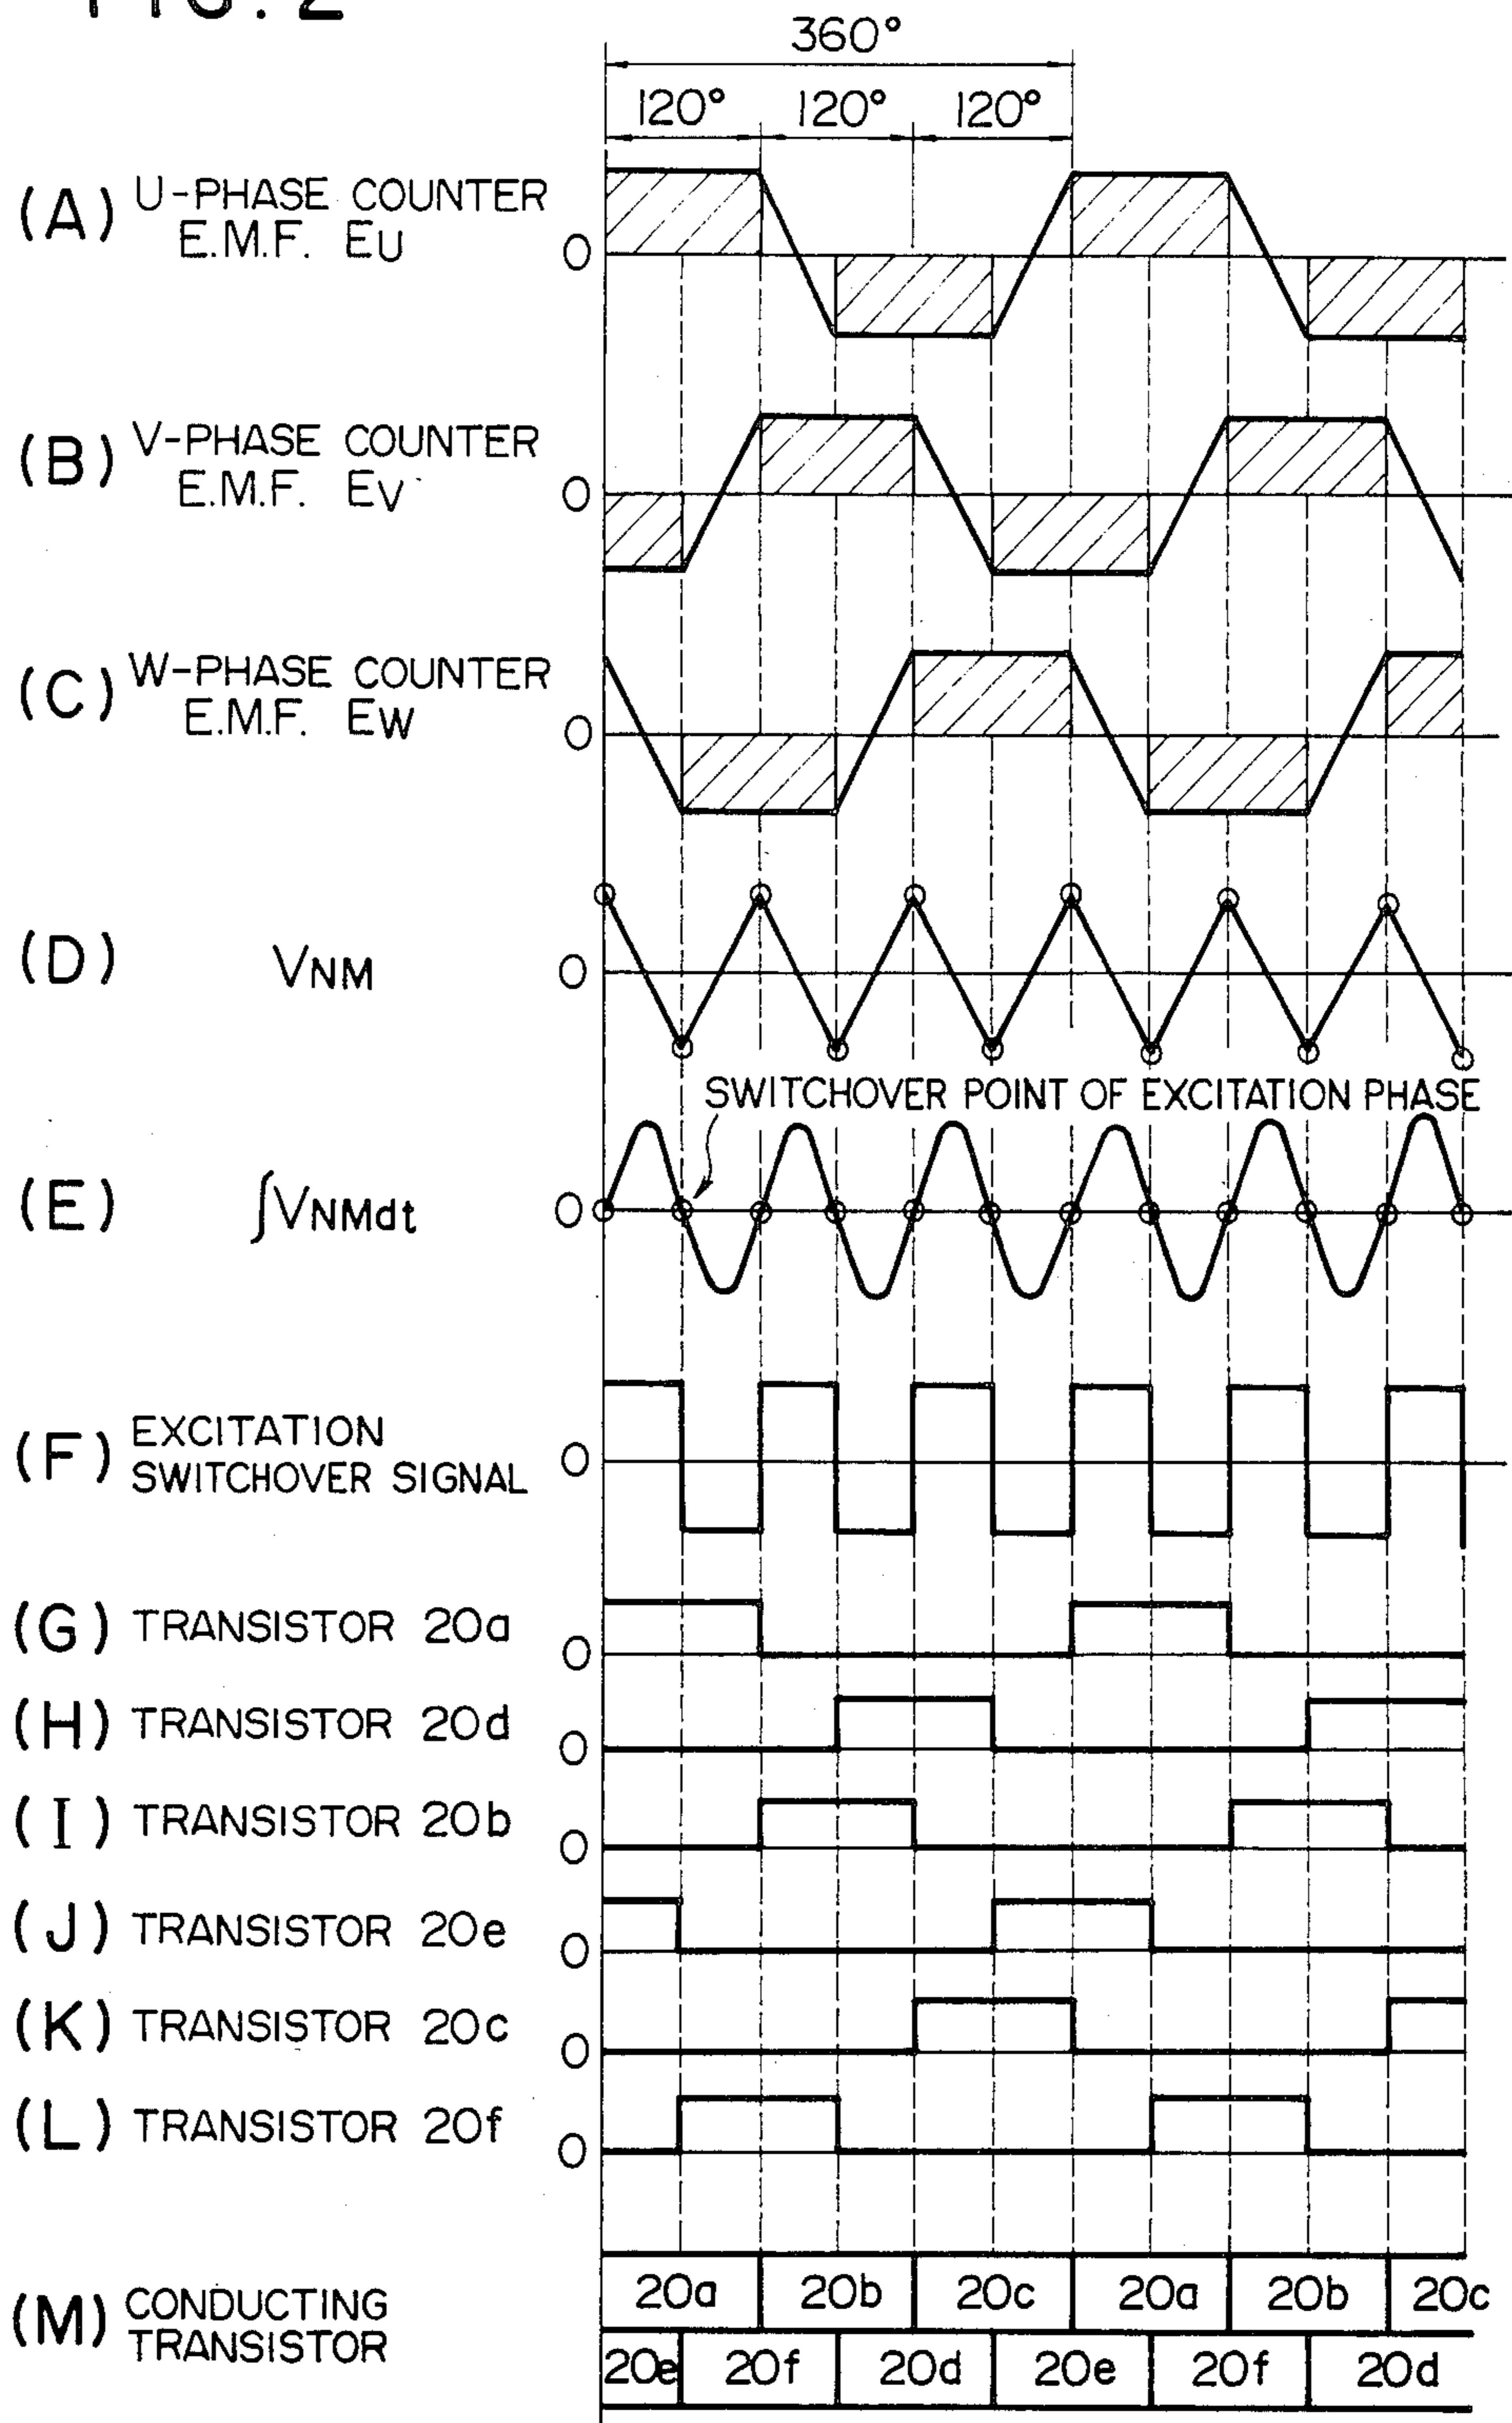 FIG. 2
360°
120° 120° 120°
(A) U-PHASE COUNTER
E.M.F. EU
0
(B) V-PHASE COUNTER
E.M.F. EV
0
(C) W-PHASE COUNTER
E.M.F. EW
0
(D) VNM
0
SWITCHOVER POINT OF EXCITATION PHASE
(E) ∫VNMdt
0
(F) EXCITATION
SWITCHOVER SIGNAL
0
(G) TRANSISTOR 20a
0
(H) TRANSISTOR 20d
0
(I) TRANSISTOR 20b
0
(J) TRANSISTOR 20e
0
(K) TRANSISTOR 20c
0
(L) TRANSISTOR 20f
0
(M) CONDUCTING
TRANSISTOR
20a 20b 20c 20a 20b 20c
20e 20f 20d 20e 20f 20d